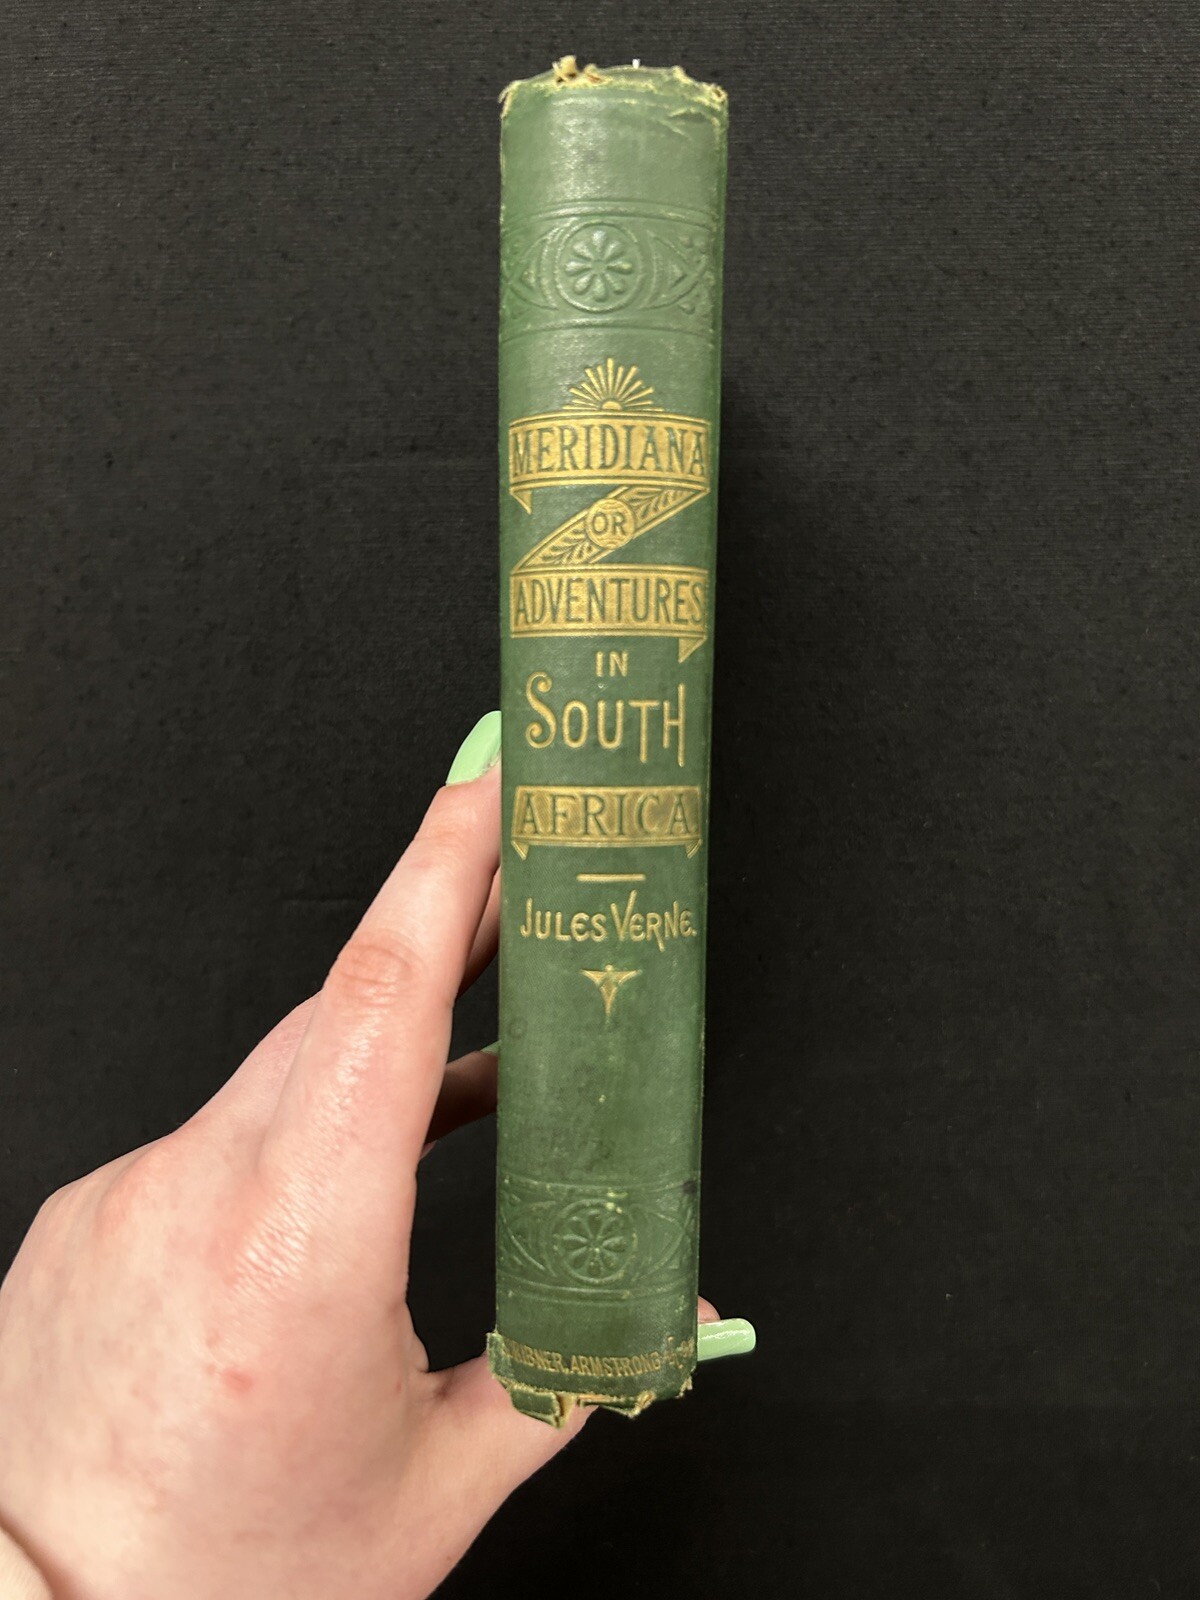 MERIDIANA
OR
ADVENTURES
IN
SOUTH
AFRICA
JULES VERNE.
ARMSTRONG